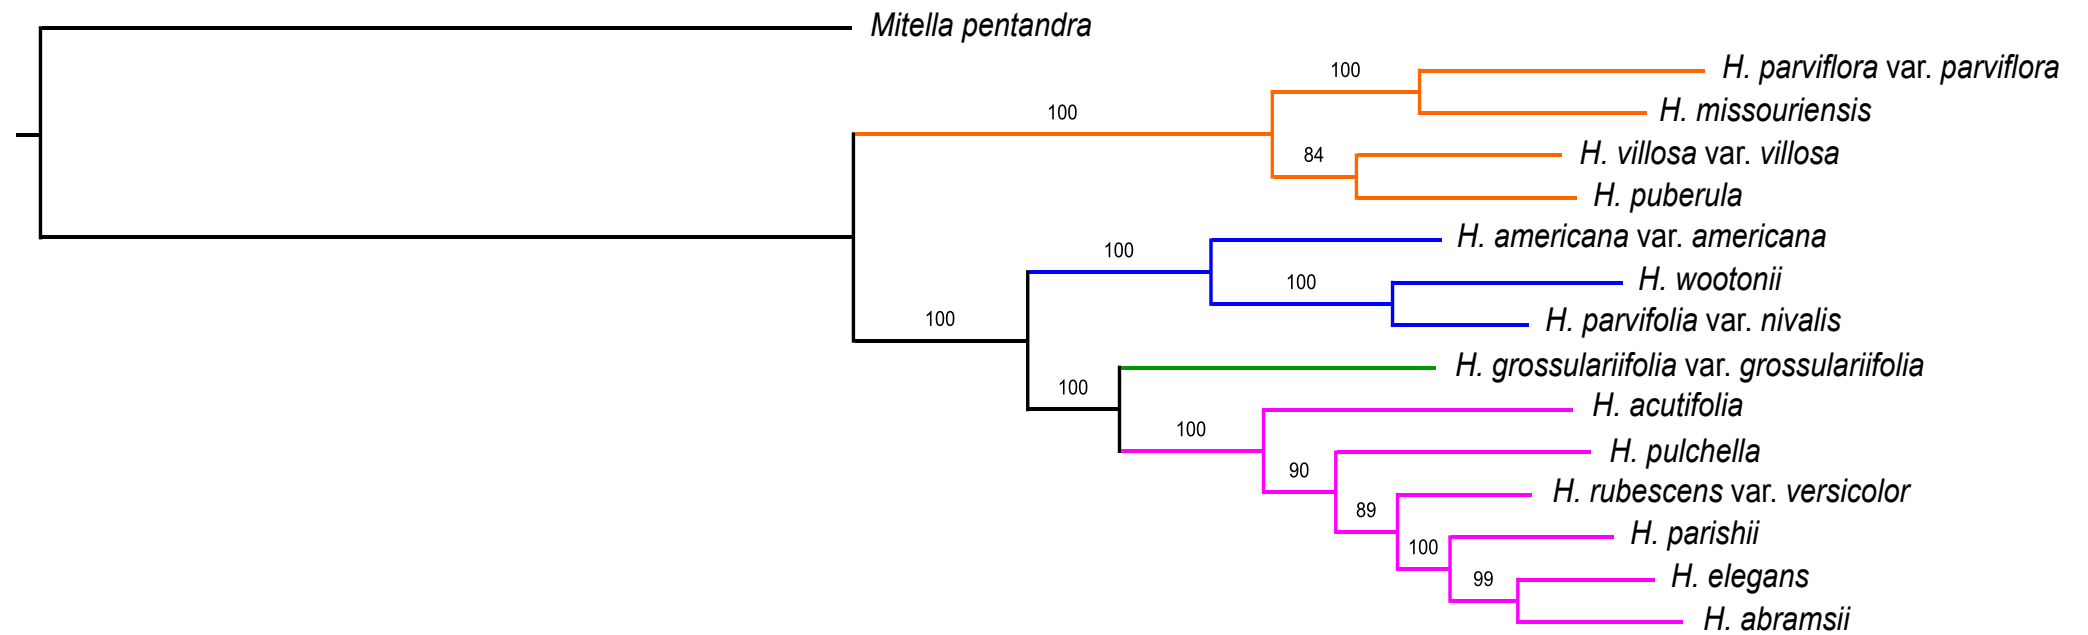 Mitella pentandra
H. parviflora var. parviflora
100
H. missouriensis
100
H. villosa var. villosa
84
H. puberula
H. americana var. americana
100
H. wootonii
100
H. parvifolia var. nivalis
100
H. grossulariifolia var. grossulariifolia
100
H. acutifolia
100
H. pulchella
90
H. rubescens var. versicolor
89
H. parishii
100
H. elegans
99
H. abramsii